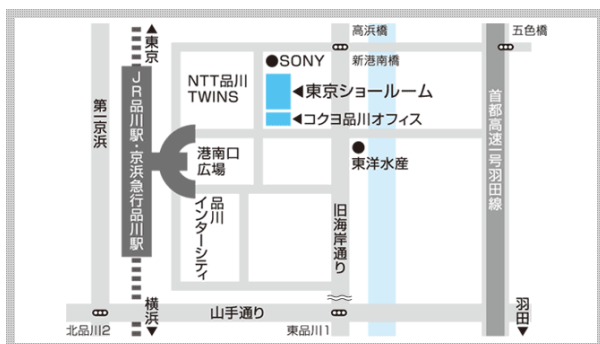 高浜橋
五色橋
▲東京
●SONY
新港南橋
NTT品川
TWINS
◀東京ショールーム
JR品川駅・京浜急行品川駅
第一京浜
◀コクヨ品川オフィス
首都高速一号羽田線
港南口
広場
東洋水産
品川
インターシティ
旧海岸通り
横浜▼
山手通り
羽田▼
北品川2
東品川1